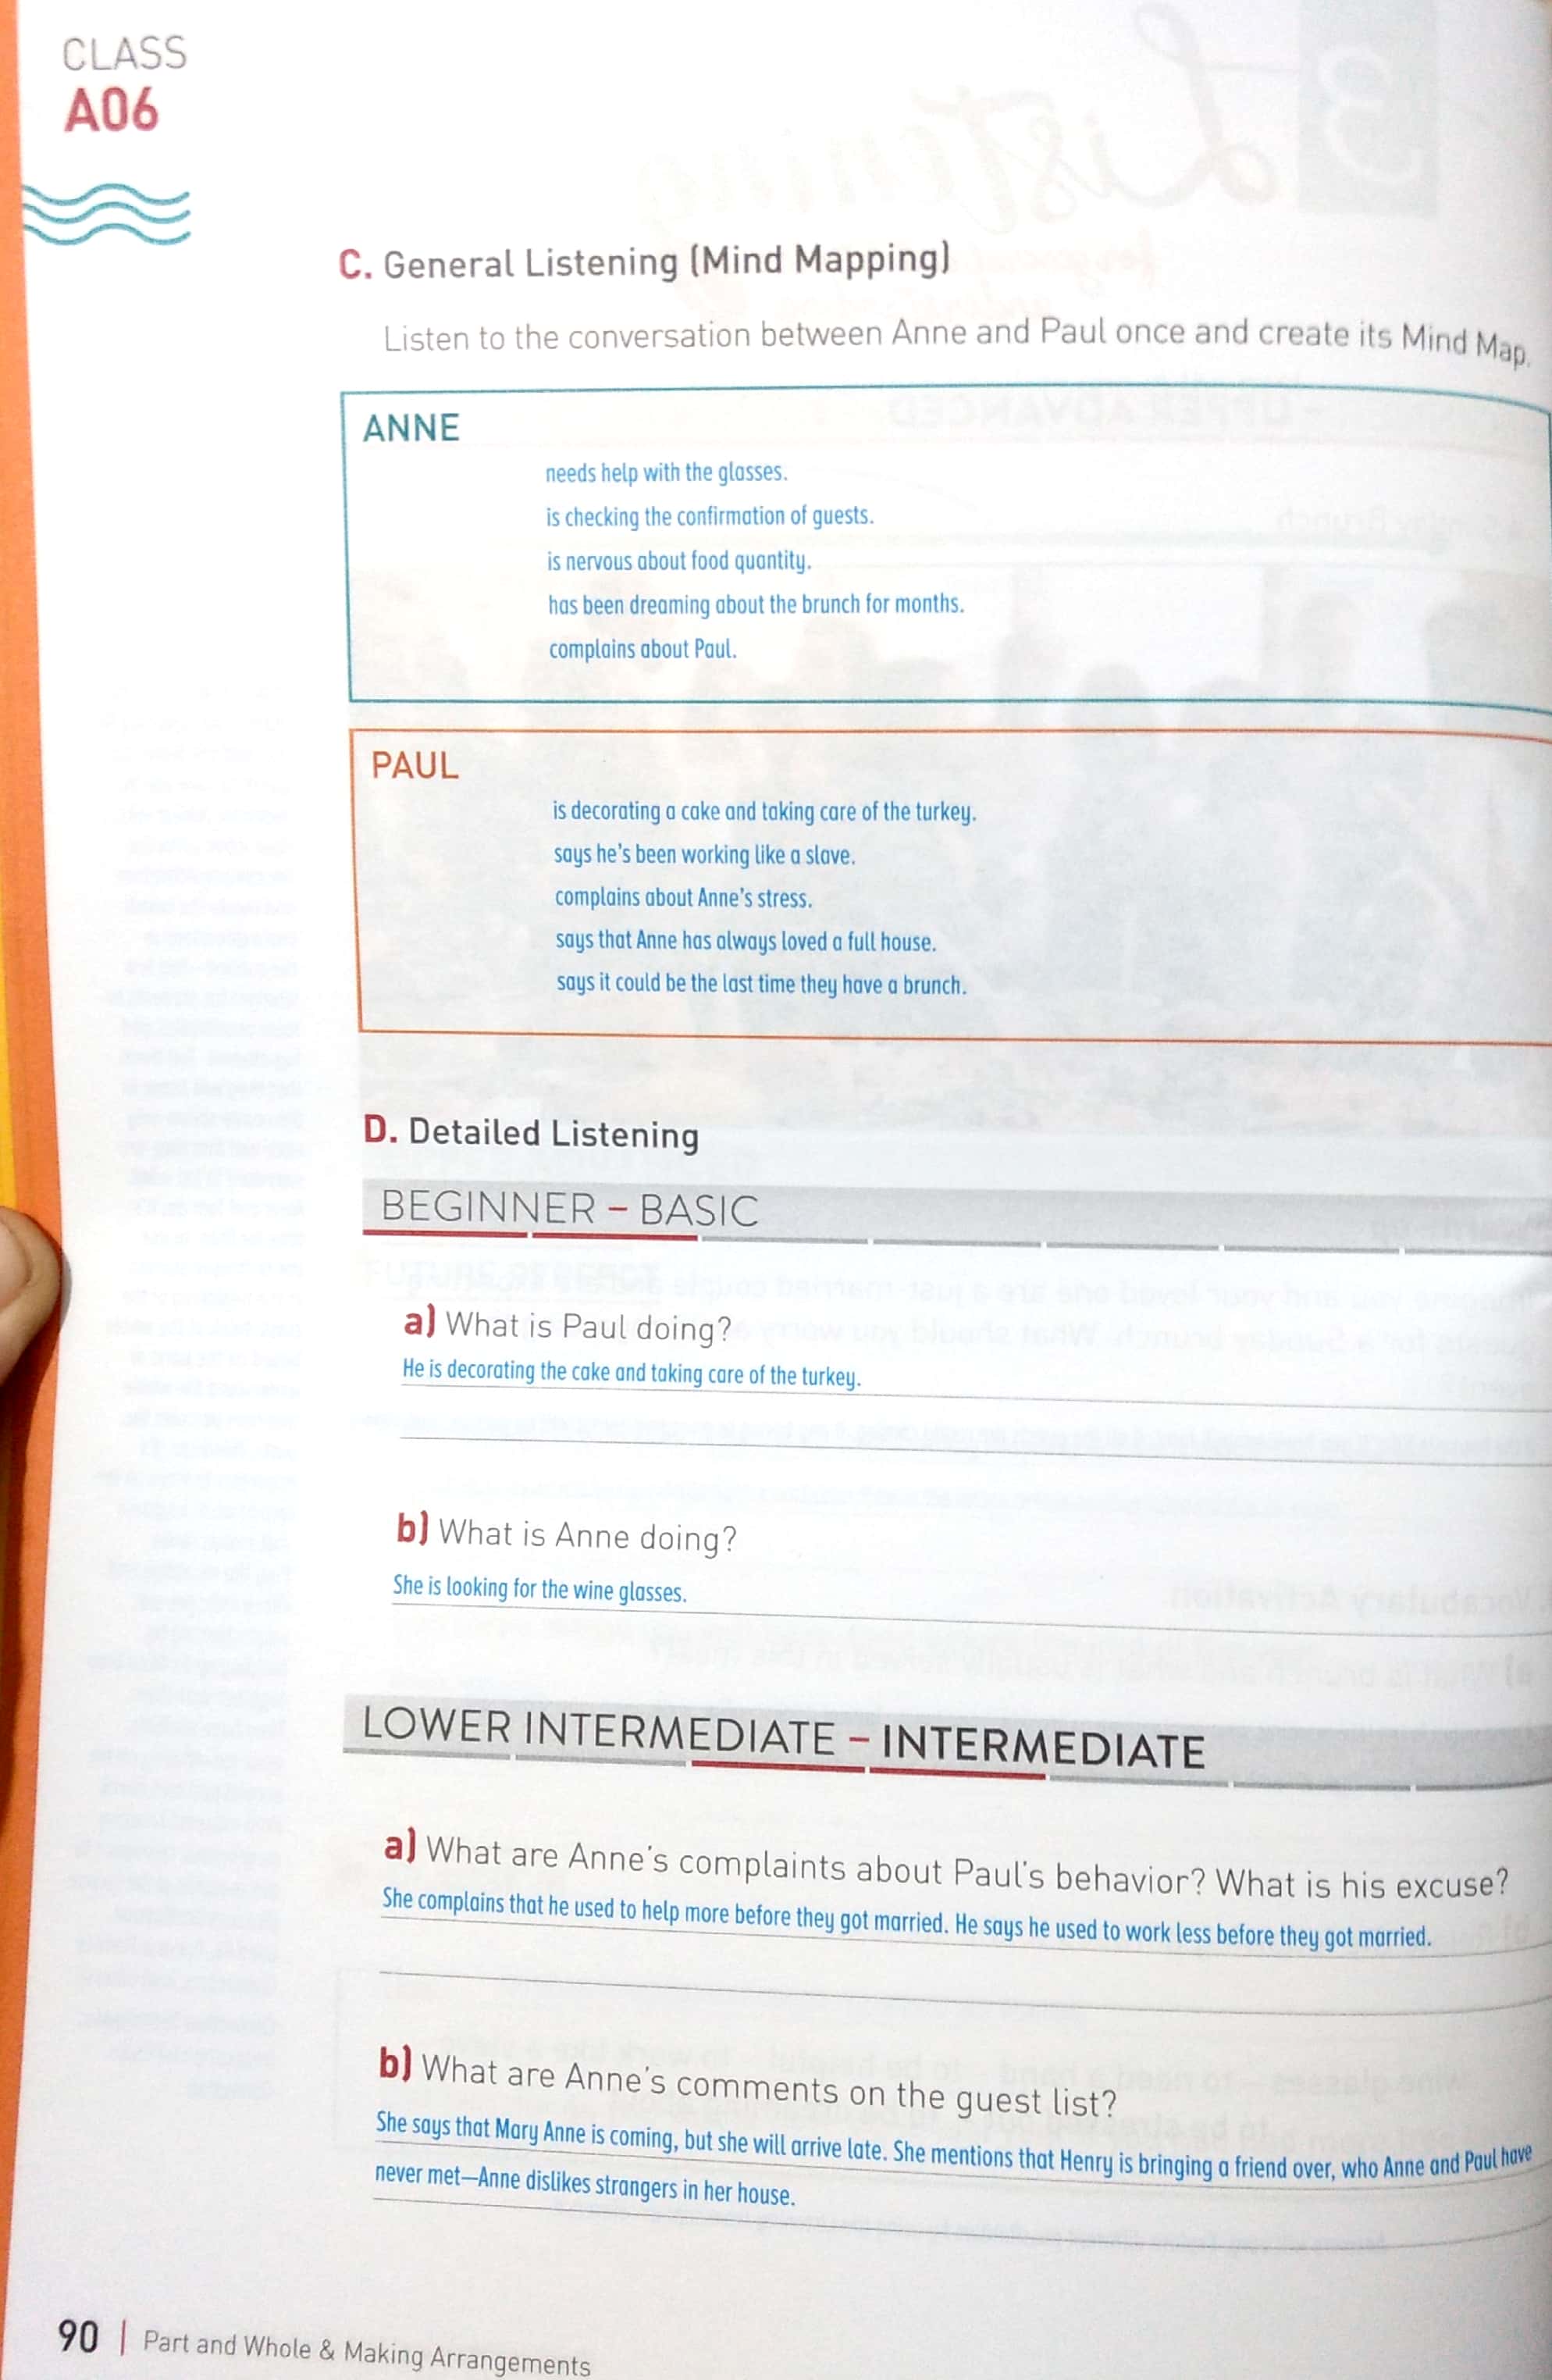 CLASS
A06
C. General Listening (Mind Mapping)
Listen to the conversation between Anne and Paul once and create its Mind Map.
ANNE
needs help with the glasses.
is checking the confirmation of guests.
is nervous about food quantity.
has been dreaming about the brunch for months.
complains about Paul.
PAUL
is decorating a cake and taking care of the turkey.
says he's been working like a slave.
complains about Anne's stress.
says that Anne has always loved a full house.
says it could be the last time they have a brunch.
D. Detailed Listening
BEGINNER – BASIC
a) What is Paul doing?
He is decorating the cake and taking care of the turkey.
b) What is Anne doing?
She is looking for the wine glasses.
LOWER INTERMEDIATE – INTERMEDIATE
a) What are Anne's complaints about Paul's behavior? What is his excuse?
She complains that he used to help more before they got married. He says he used to work less before they got married.
b) What are Anne's comments on the guest list?
She says that Mary Anne is coming, but she will arrive late. She mentions that Henry is bringing a friend over, who Anne and Paul have
never met—Anne dislikes strangers in her house.
90 | Part and Whole & Making Arrangements